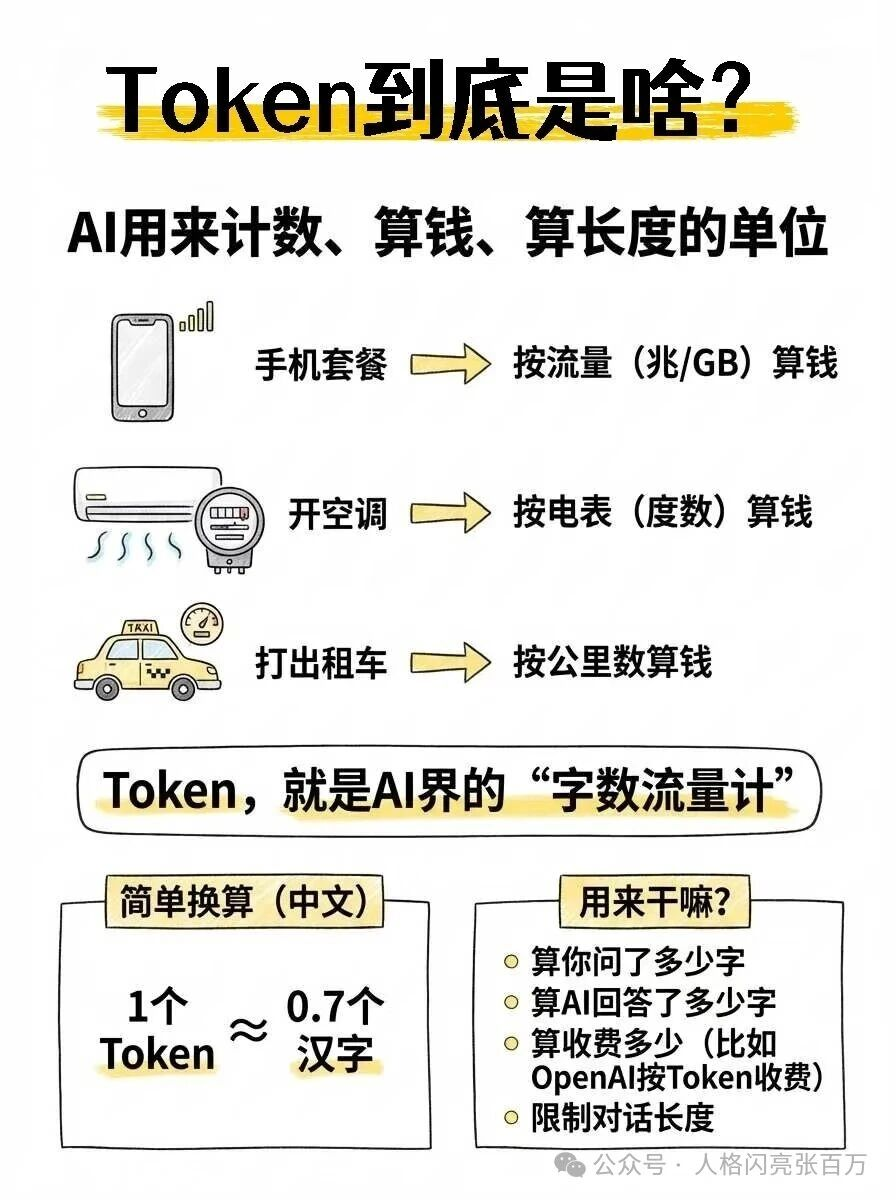 Token到底是啥?
AI用来计数、算钱、算长度的单位
手机套餐
按流量（兆/GB）算钱
开空调
按电表（度数）算钱
TAXI
打出租车
按公里数算钱
Token，就是AI界的“字数流量计”
简单换算（中文）
1个
Token
≈
0.7个
汉字
用来干嘛?
算你问了多少字
算AI回答了多少字
算收费多少（比如
OpenAI按Token收费）
限制对话长度
公众号 · 人格闪亮张百万